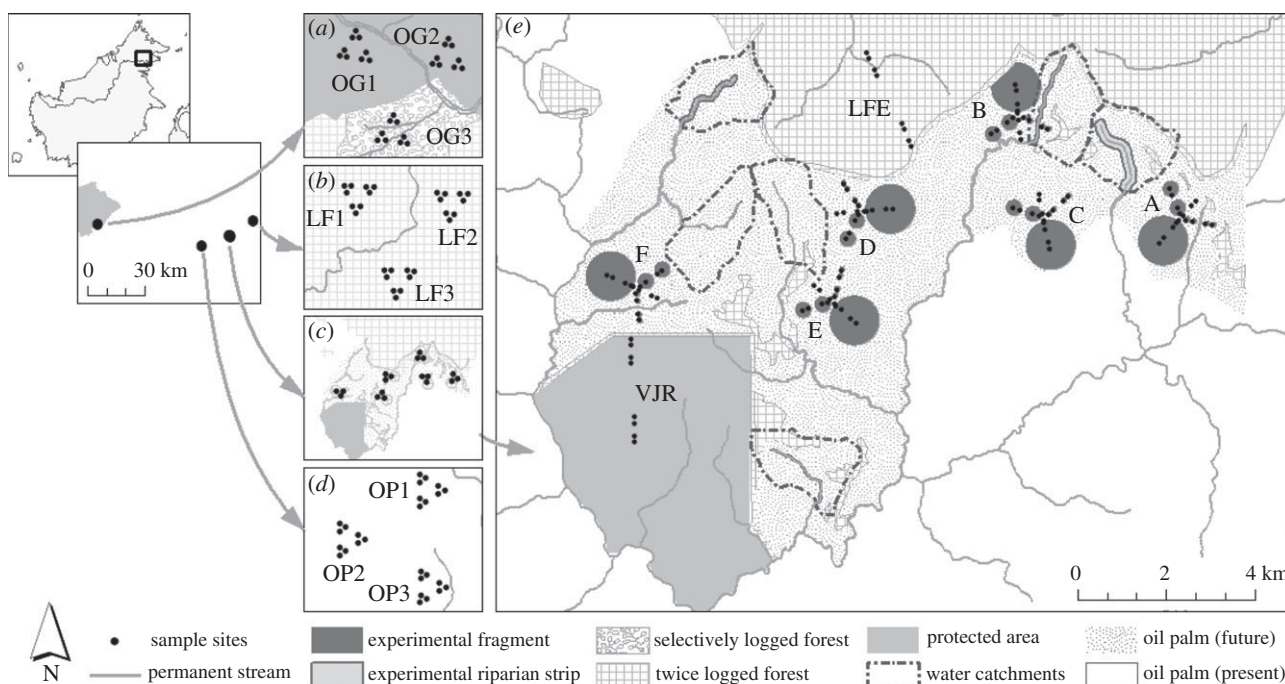 (a)
OG1
OG2
OG3
0 30 km
(b)
LF1
LF2
LF3
(c)
(d)
OP1
OP2
OP3
(e)
LFE
B
A
C
D
F
E
VJR
0 2 4 km
N
sample sites
permanent stream
experimental fragment
experimental riparian strip
selectively logged forest
twice logged forest
protected area
water catchments
oil palm (future)
oil palm (present)